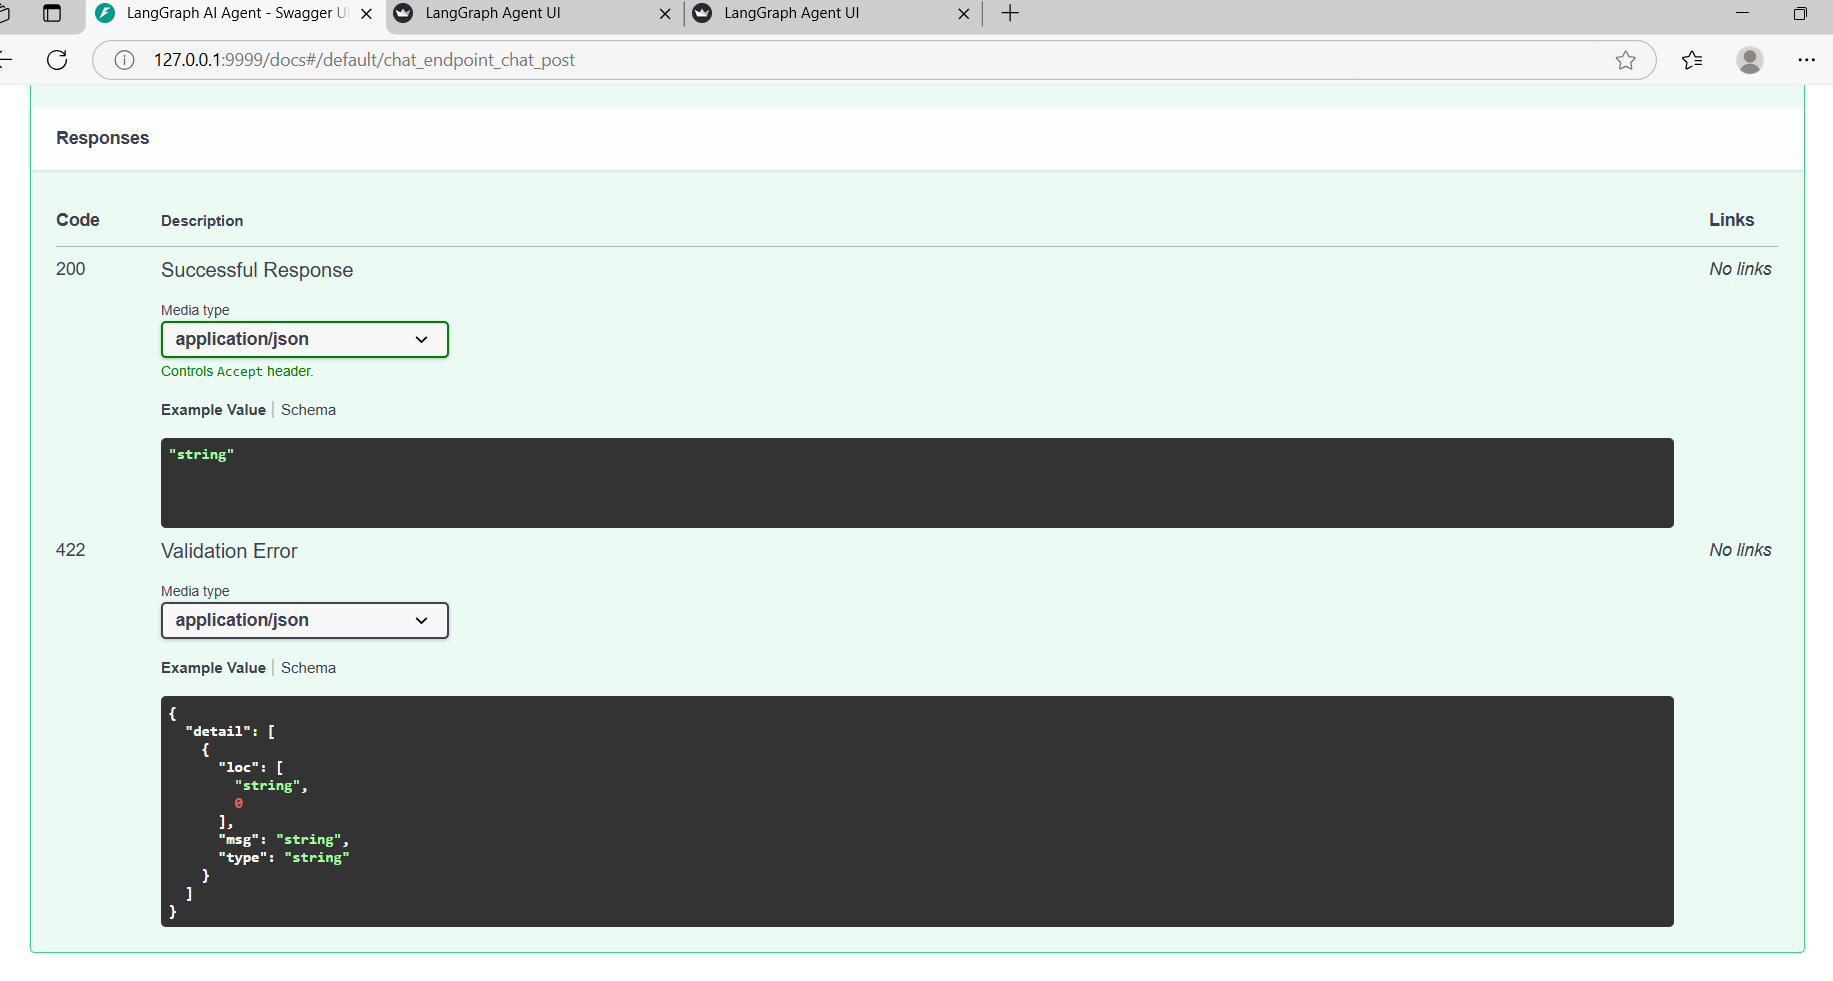 LangGraph AI Agent - Swagger U
LangGraph Agent UI
LangGraph Agent UI
127.0.0.1:9999/docs#/default/chat_endpoint_chat_post
Responses
Code Description Links
200 Successful Response No links
Media type
application/json
Controls Accept header.
Example Value Schema
"string"
422 Validation Error No links
Media type
application/json
Example Value Schema
{
"detail": [
{
"loc": [
"string",
0
],
"msg": "string",
"type": "string"
}
]
}